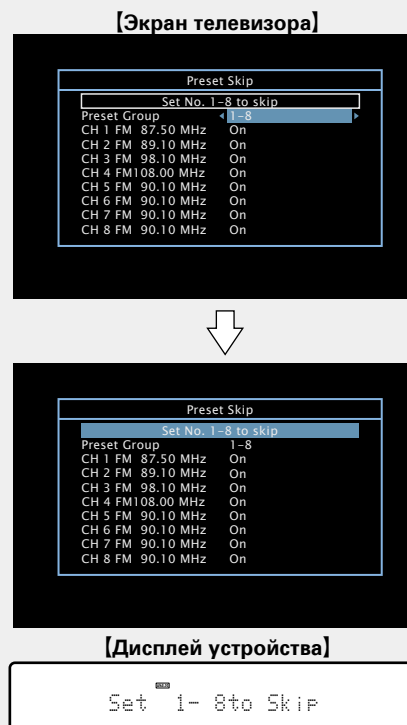 【Экран телевизора】
Preset Skip
Set No. 1–8 to skip
Preset Group 1–8
CH 1 FM 87.50 MHz On
CH 2 FM 89.10 MHz On
CH 3 FM 98.10 MHz On
CH 4 FM108.00 MHz On
CH 5 FM 90.10 MHz On
CH 6 FM 90.10 MHz On
CH 7 FM 90.10 MHz On
CH 8 FM 90.10 MHz On
Preset Skip
Set No. 1–8 to skip
Preset Group 1–8
CH 1 FM 87.50 MHz On
CH 2 FM 89.10 MHz On
CH 3 FM 98.10 MHz On
CH 4 FM108.00 MHz On
CH 5 FM 90.10 MHz On
CH 6 FM 90.10 MHz On
CH 7 FM 90.10 MHz On
CH 8 FM 90.10 MHz On
【Дисплей устройства】
Set 1- 8to Skip